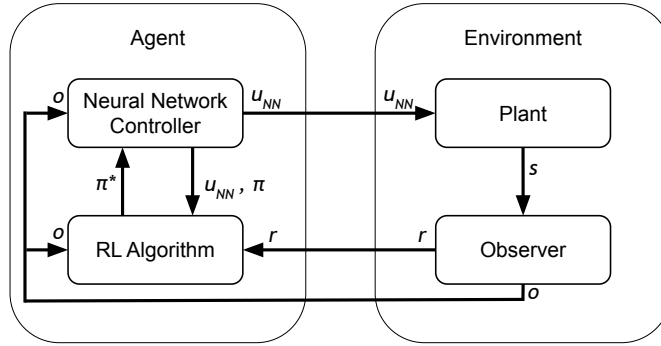 Agent
Environment
o
Neural Network
Controller
u_NN
u_NN
Plant
π*
u_NN , π
s
o
RL Algorithm
r
r
Observer
o